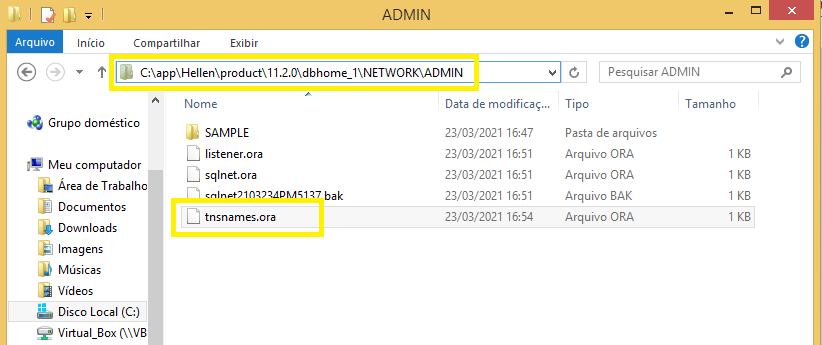 ADMIN
Arquivo Início Compartilhar Exibir
C:\app\Hellen\product\11.2.0\dbhome_1\NETWORK\ADMIN
Pesquisar ADMIN
Nome Data de modificaç... Tipo Tamanho
Grupo doméstico
Meu computador
Área de Trabalho
Documentos
Downloads
Imagens
Músicas
Vídeos
Disco Local (C:)
Virtual_Box (\\VB
SAMPLE 23/03/2021 16:47 Pasta de arquivos
listener.ora 23/03/2021 16:51 Arquivo ORA 1 KB
sqlnet.ora 23/03/2021 16:51 Arquivo ORA 1 KB
sqlnet2103234PM5137.bak 23/03/2021 16:51 Arquivo BAK 1 KB
tnsnames.ora 23/03/2021 16:54 Arquivo ORA 1 KB